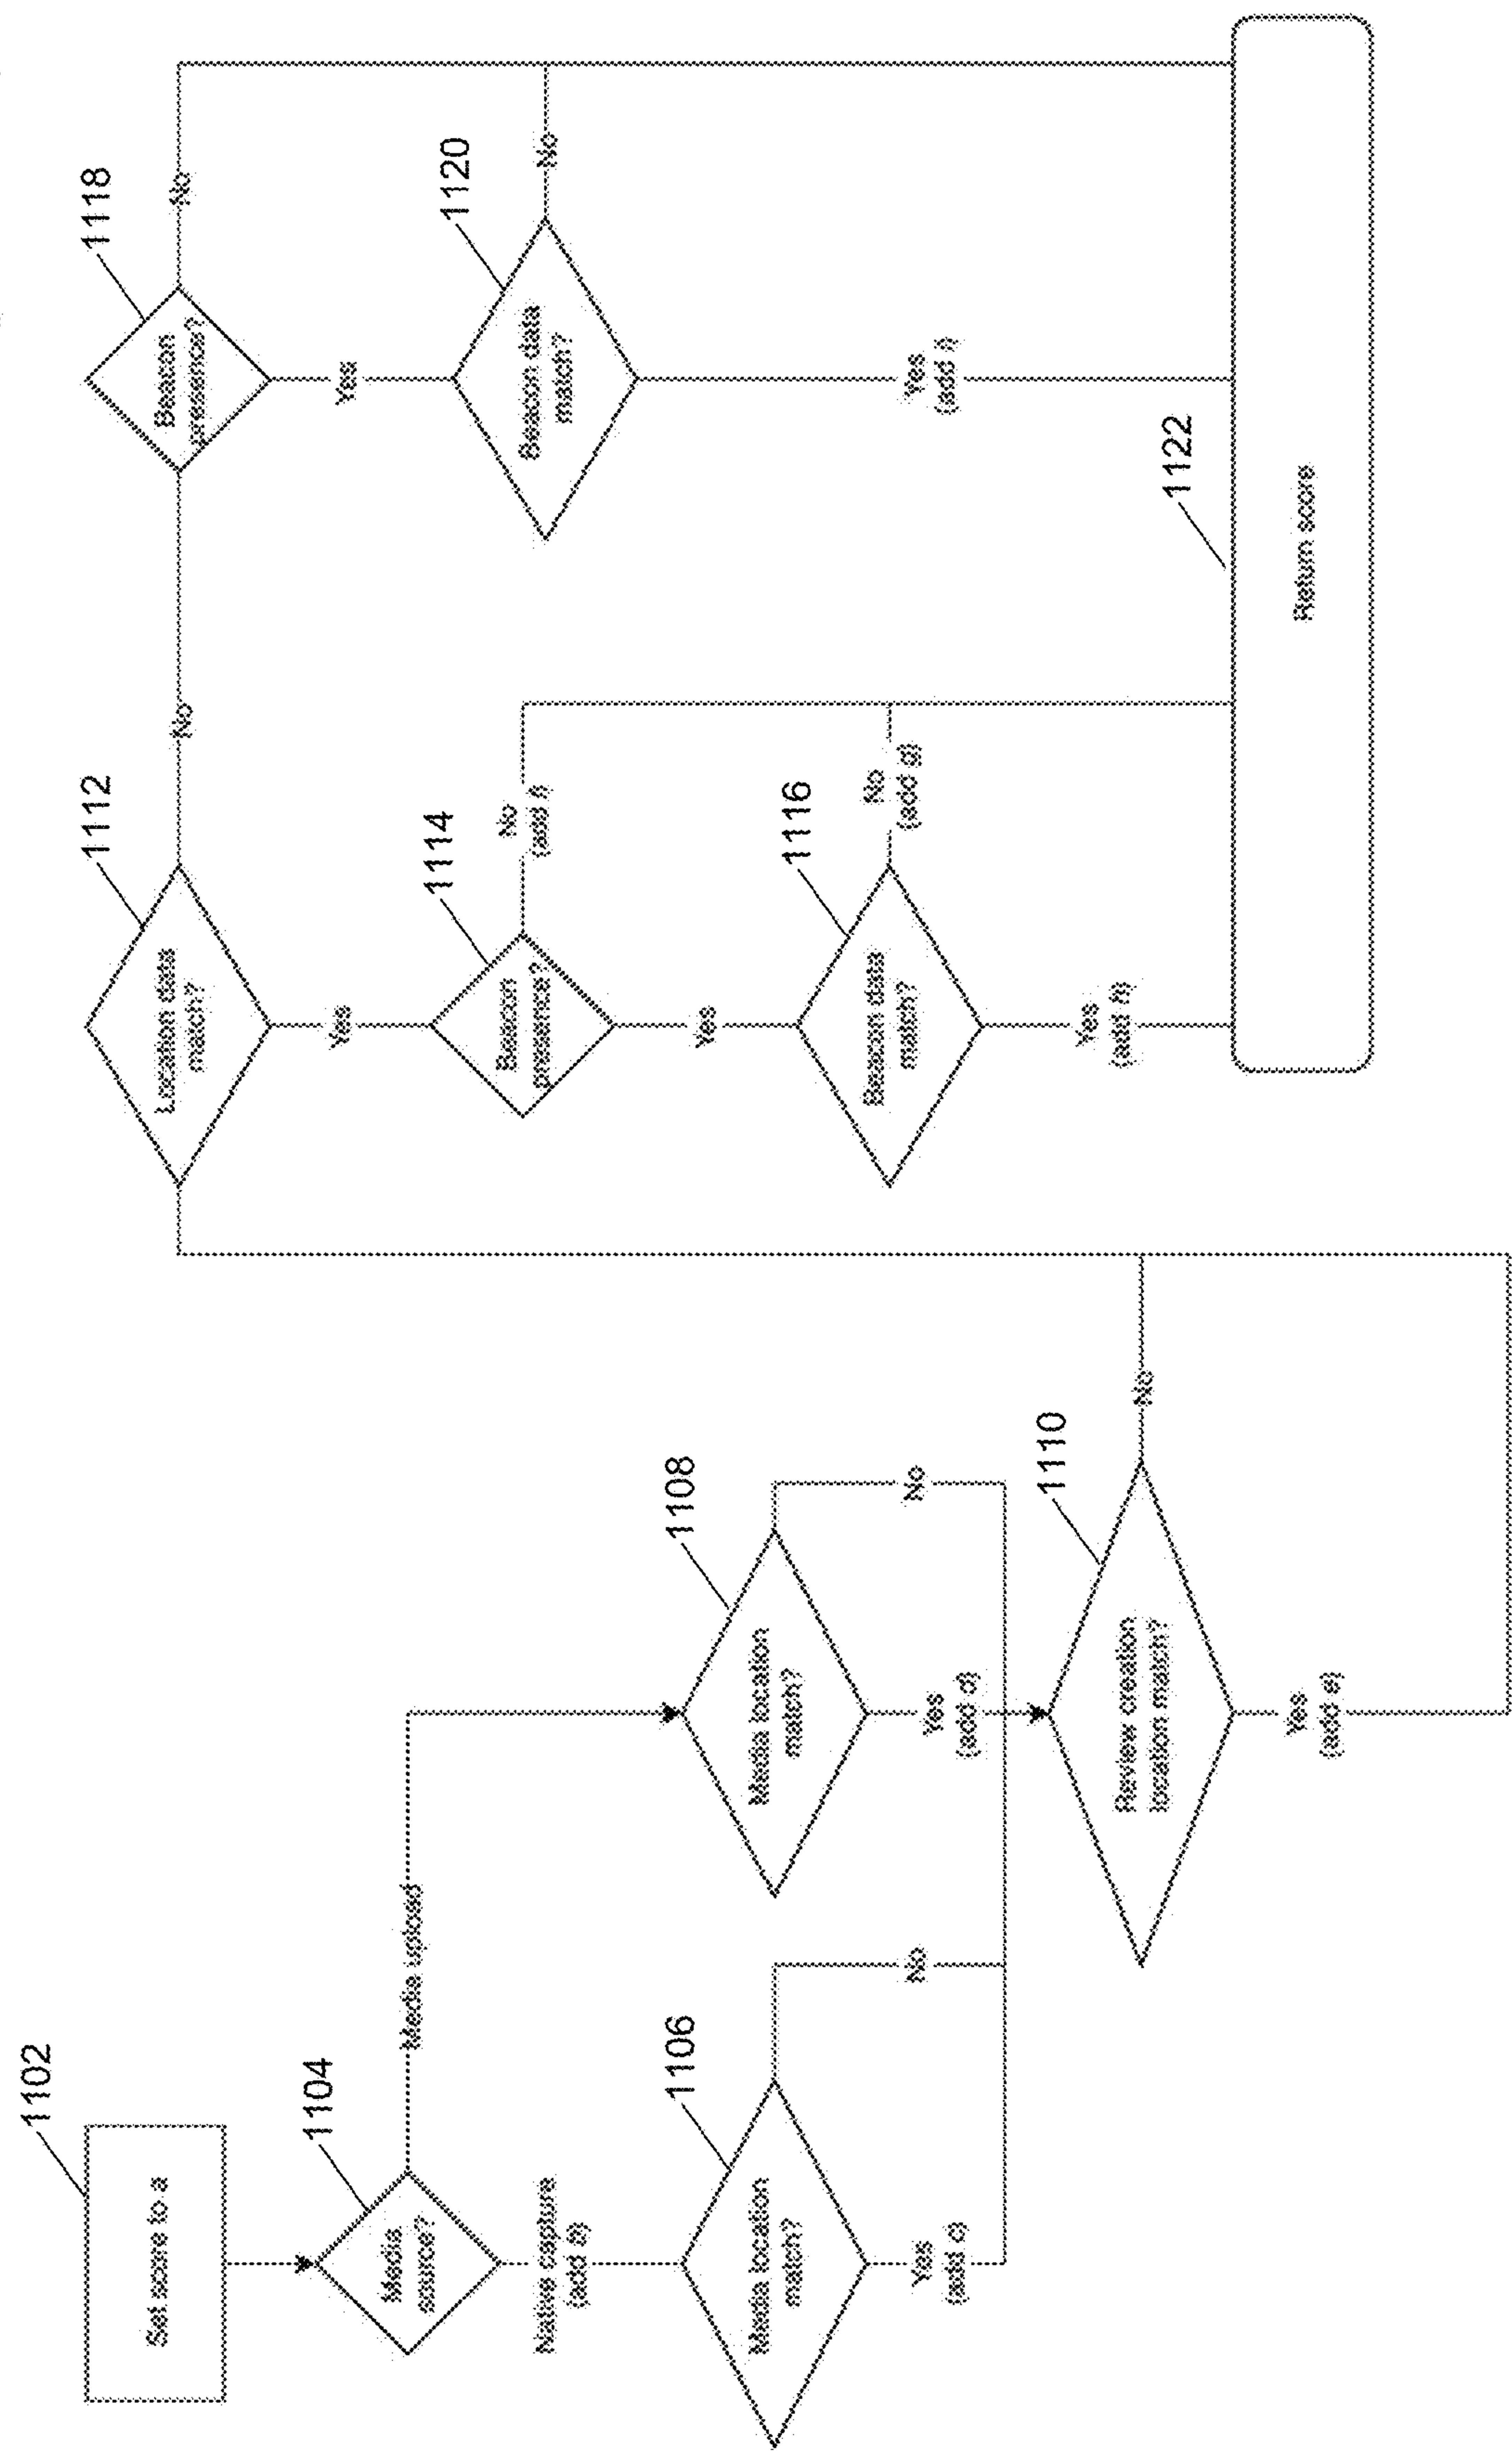 1102
Set score to a
1104
Media
source?
Media upload
Native capture
(add b)
1106
Media location
match?
No
Yes
(add c)
1108
Media location
match?
No
Yes
(add d)
1110
Review creation
location match?
No
Yes
(add e)
1112
Location data
match?
No
Yes
1114
Beacon
presence?
No
(add f)
Yes
1116
Beacon data
match?
No
(add g)
Yes
(add h)
1118
Beacon
presence?
No
Yes
1120
Beacon data
match?
No
Yes
(add i)
1122
Return score